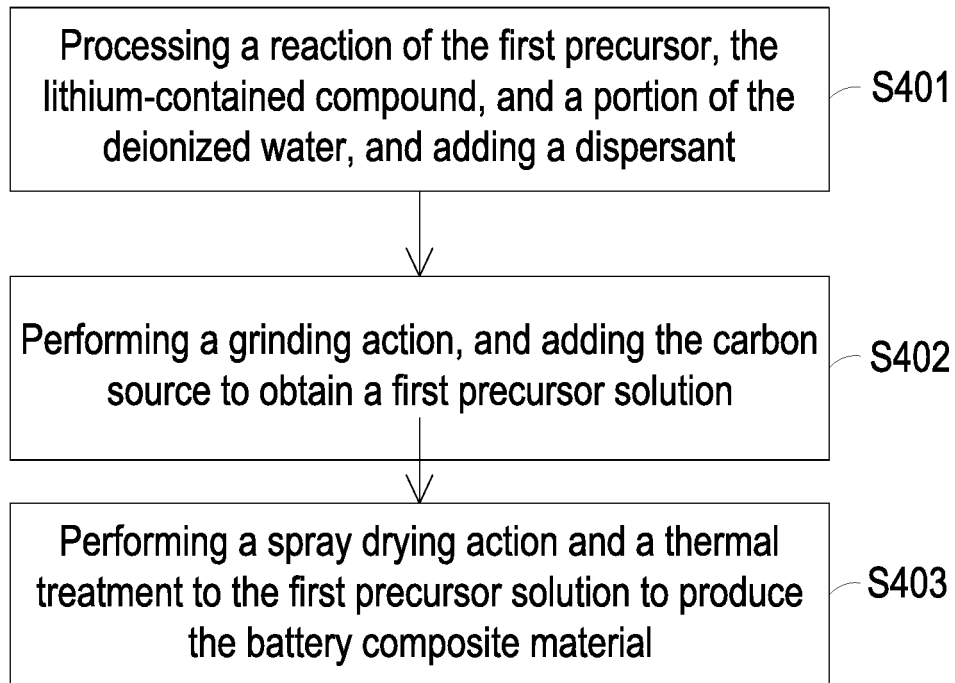 Processing a reaction of the first precursor, the
lithium-contained compound, and a portion of the
deionized water, and adding a dispersant
S401
Performing a grinding action, and adding the carbon
source to obtain a first precursor solution
S402
Performing a spray drying action and a thermal
treatment to the first precursor solution to produce
the battery composite material
S403